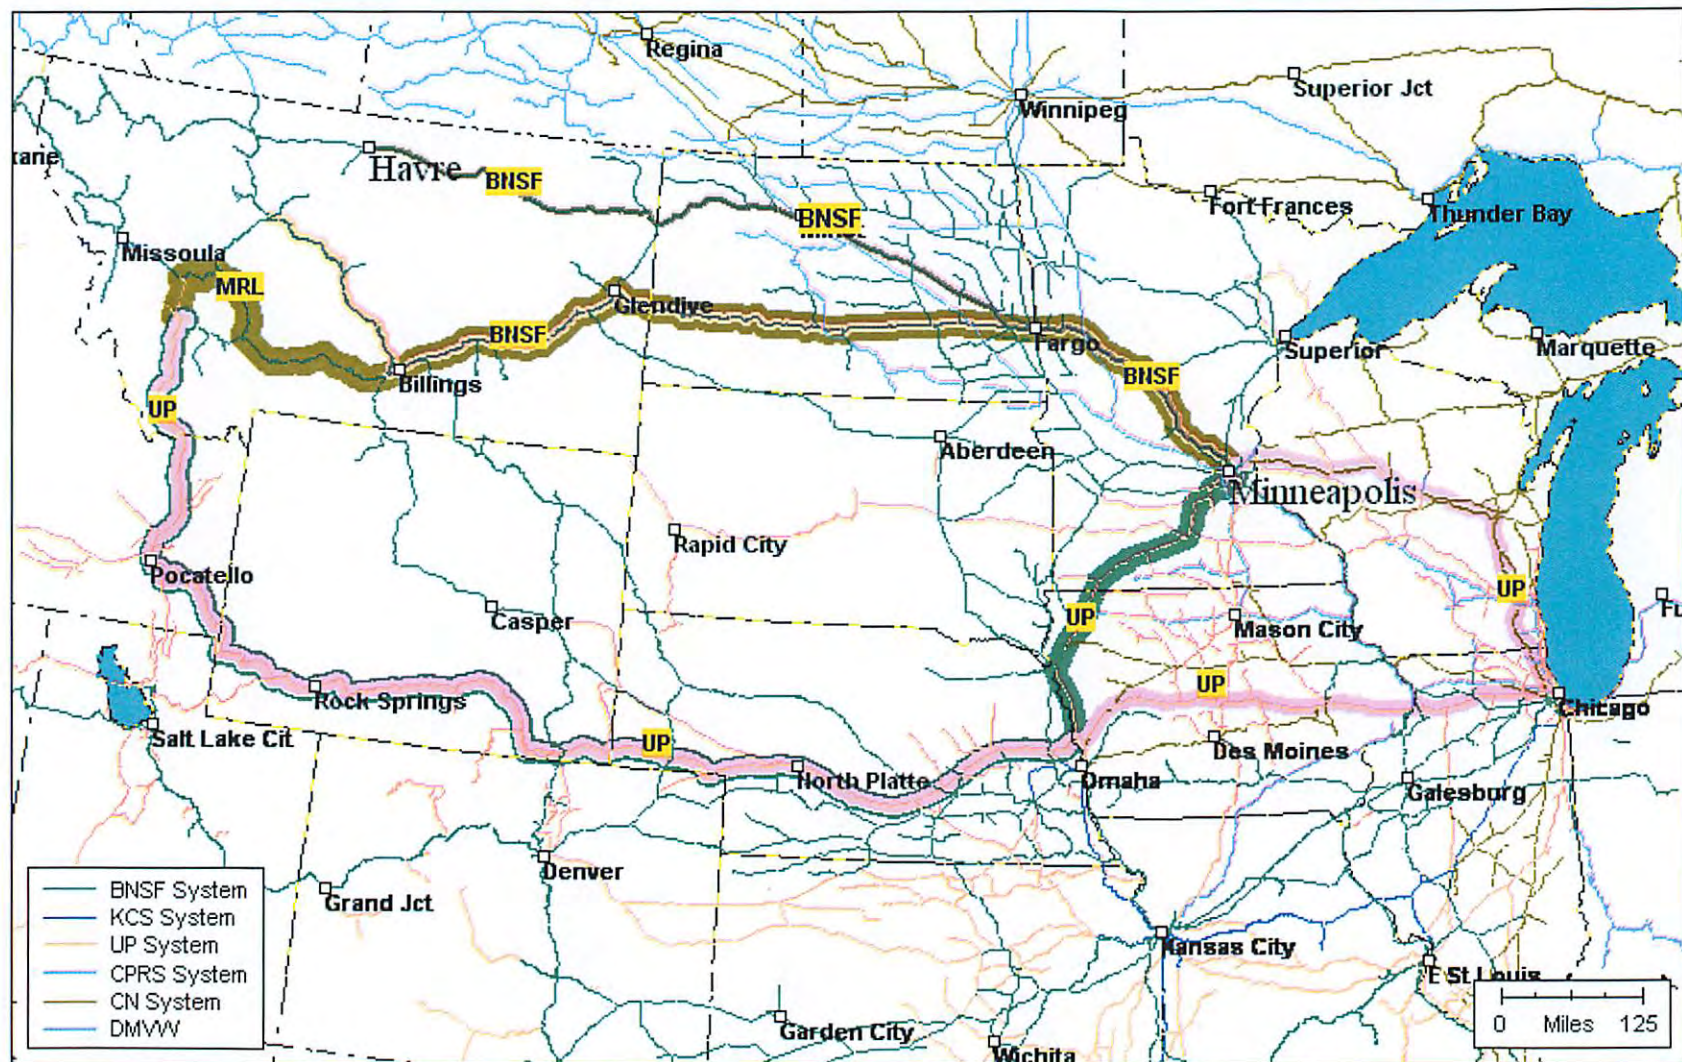 Regina
Superior Jct
Winnipeg
kane
Havre
BNSF
Fort Frances
Thunder Bay
BNSF
Missoula
MRL
Glendive
BNSF
Fargo
Superior
Marquette
Billings
BNSF
UP
Aberdeen
Minneapolis
Rapid City
Pocatello
UP
Casper
UP
Mason City
Fu
Rock Springs
UP
Chicago
Salt Lake Cit
UP
Des Moines
North Platte
Omaha
Galesburg
Denver
Grand Jct
Kansas City
E St Louis
Garden City
Wichita
BNSF System
KCS System
UP System
CPRS System
CN System
DMVW
0 Miles 125